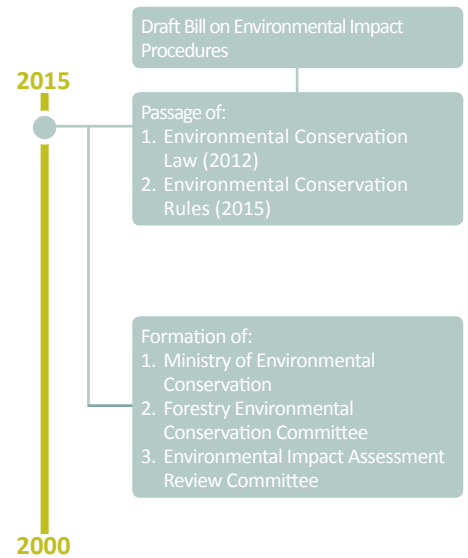 Draft Bill on Environmental Impact
Procedures
2015
Passage of:
1. Environmental Conservation
Law (2012)
2. Environmental Conservation
Rules (2015)
Formation of:
1. Ministry of Environmental
Conservation
2. Forestry Environmental
Conservation Committee
3. Environmental Impact Assessment
Review Committee
2000